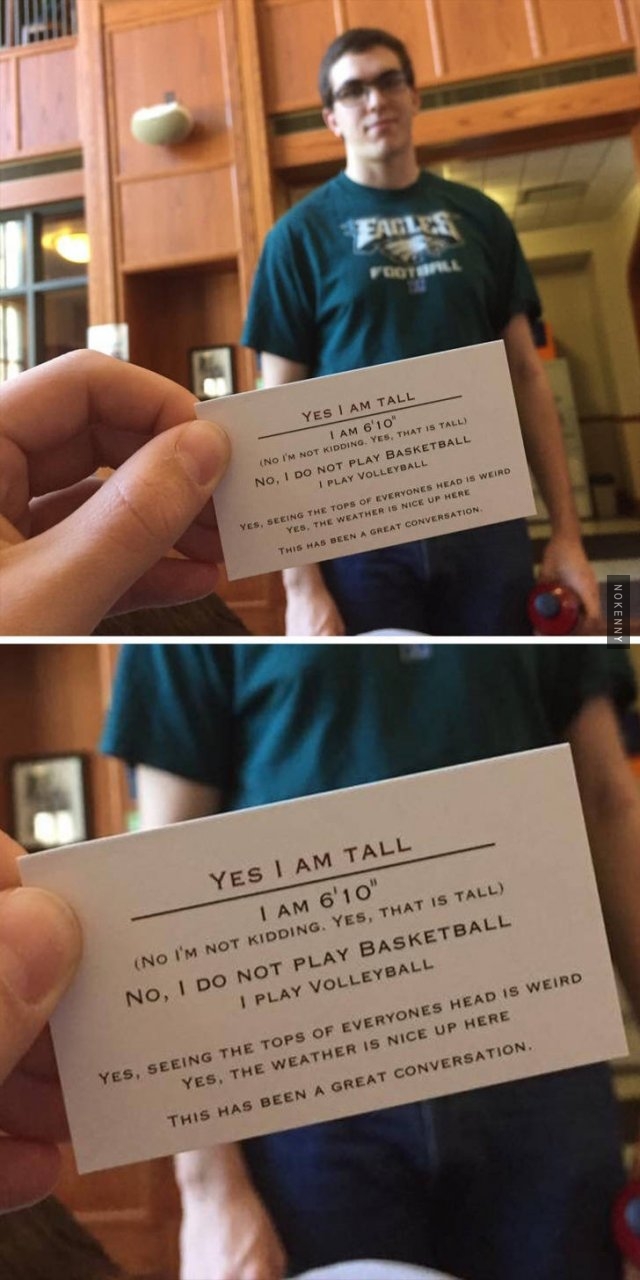 EAGLES
FOOTBALL
YES I AM TALL
I AM 6'10"
(NO I'M NOT KIDDING. YES, THAT IS TALL)
NO, I DO NOT PLAY BASKETBALL
I PLAY VOLLEYBALL
YES, SEEING THE TOPS OF EVERYONES HEAD IS WEIRD
YES, THE WEATHER IS NICE UP HERE
THIS HAS BEEN A GREAT CONVERSATION.
NOKENNY
YES I AM TALL
I AM 6'10"
(NO I'M NOT KIDDING. YES, THAT IS TALL)
NO, I DO NOT PLAY BASKETBALL
I PLAY VOLLEYBALL
YES, SEEING THE TOPS OF EVERYONES HEAD IS WEIRD
YES, THE WEATHER IS NICE UP HERE
THIS HAS BEEN A GREAT CONVERSATION.